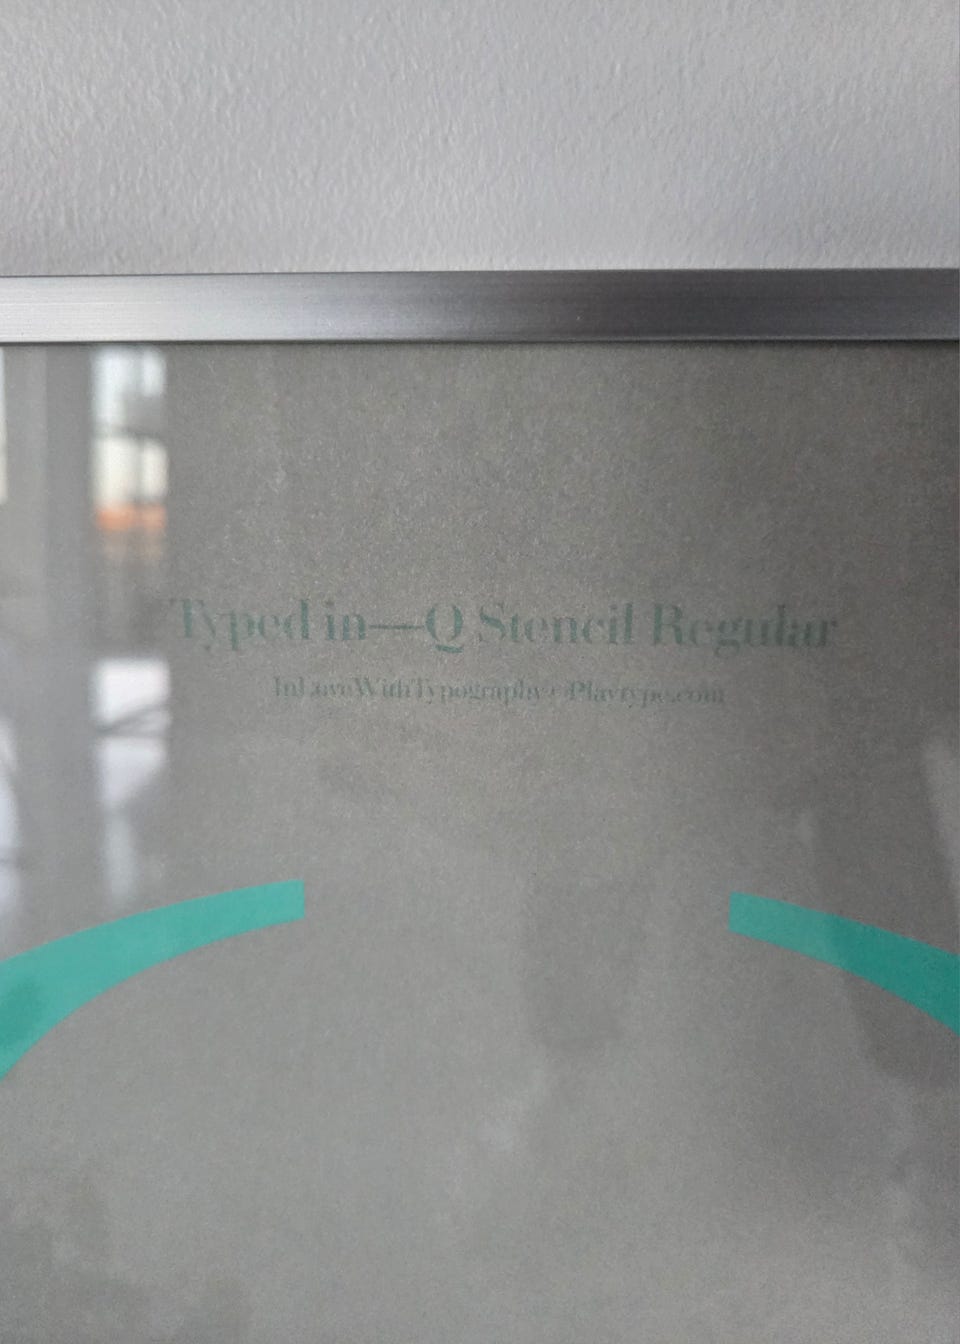 Typed in—Q Stencil Regular
InLoveWithTypography@Playtype.com